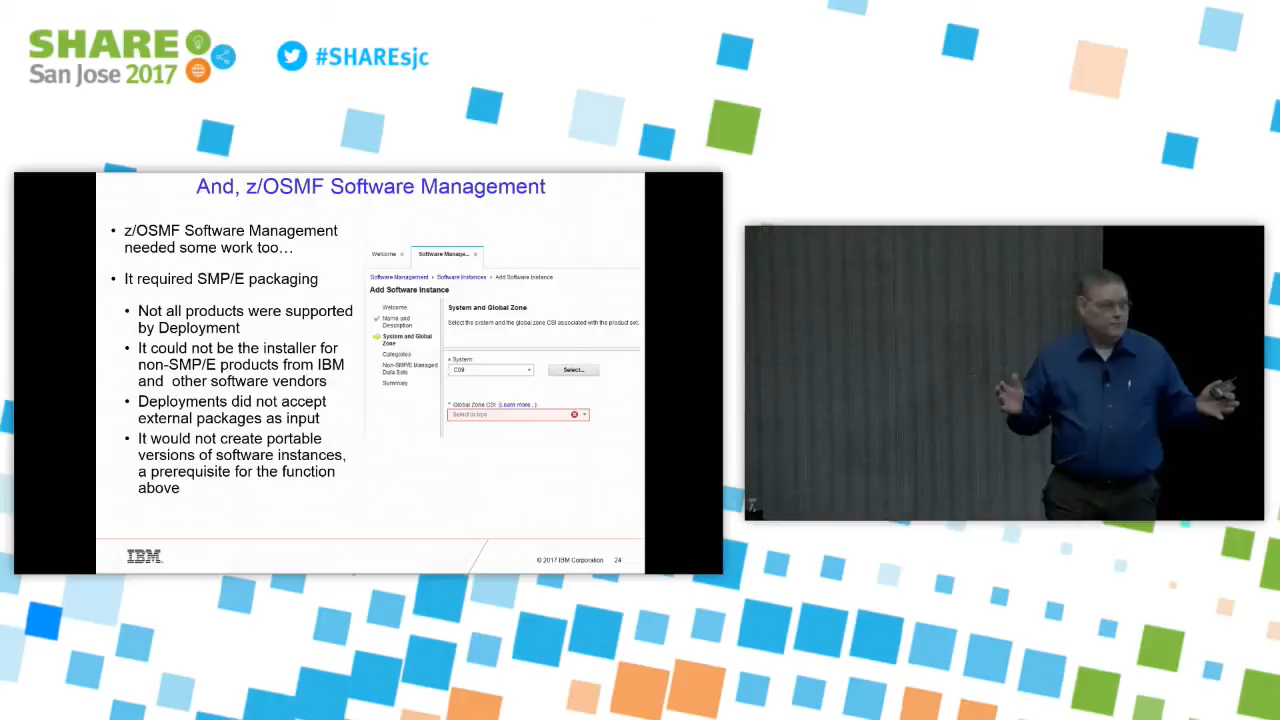 SHARE
San Jose 2017
#SHAREsjc
And, z/OSMF Software Management
• z/OSMF Software Management
needed some work too…
• It required SMP/E packaging
• Not all products were supported
by Deployment
• It could not be the installer for
non-SMP/E products from IBM
and other software vendors
• Deployments did not accept
external packages as input
• It would not create portable
versions of software instances,
a prerequisite for the function
above
Welcome × Software Manage... ×
Software Management ▸ Software Instances ▸ Add Software Instance
Add Software Instance
Welcome
Name and
Description
System and Global
Zone
Categories
Non-SMP/E Managed
Data Sets
Summary
System and Global Zone
Select the system and the global zone CSI associated with the product set.
* System:
C09
Select...
* Global Zone CSI: (Learn more...)
Select or type
IBM
© 2017 IBM Corporation 24